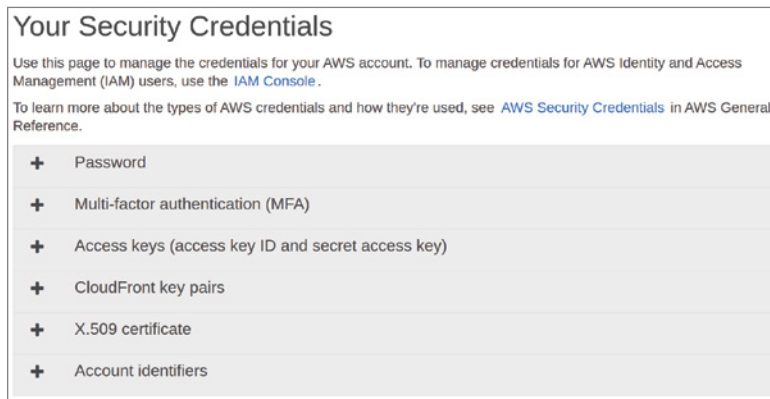 Your Security Credentials
Use this page to manage the credentials for your AWS account. To manage credentials for AWS Identity and Access
Management (IAM) users, use the IAM Console .
To learn more about the types of AWS credentials and how they're used, see AWS Security Credentials in AWS General
Reference.
+ Password
+ Multi-factor authentication (MFA)
+ Access keys (access key ID and secret access key)
+ CloudFront key pairs
+ X.509 certificate
+ Account identifiers